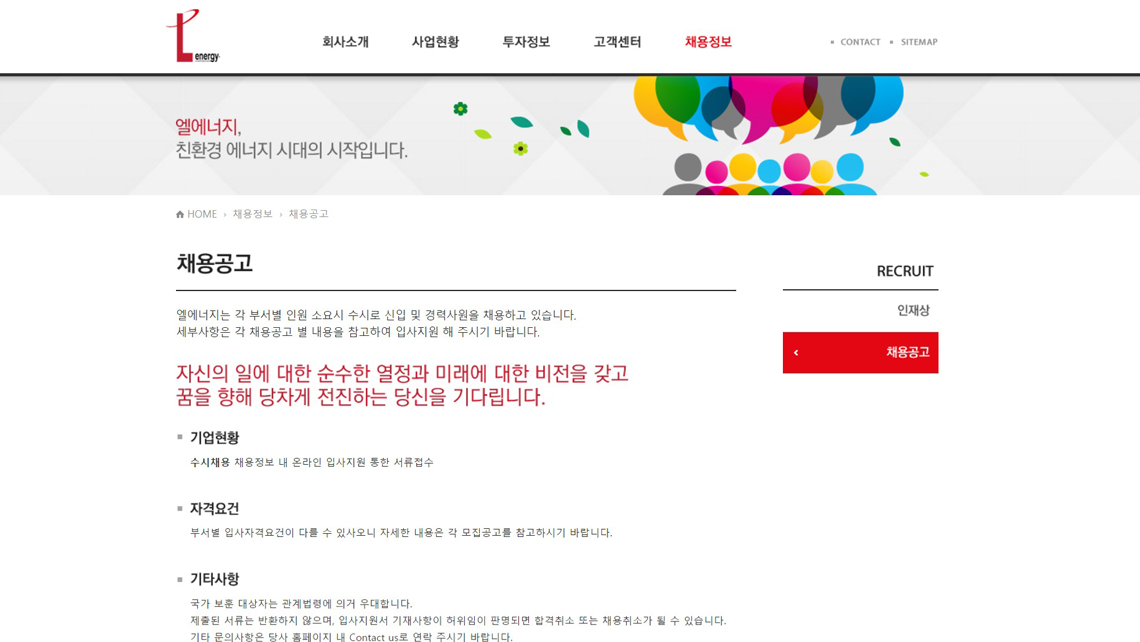 L energy
회사소개
사업현황
투자정보
고객센터
채용정보
CONTACT
SITEMAP
엘에너지,
친환경 에너지 시대의 시작입니다.
HOME › 채용정보 › 채용공고
채용공고
엘에너지는 각 부서별 인원 소요시 수시로 신입 및 경력사원을 채용하고 있습니다.
세부사항은 각 채용공고 별 내용을 참고하여 입사지원 해 주시기 바랍니다.
자신의 일에 대한 순수한 열정과 미래에 대한 비전을 갖고
꿈을 향해 당차게 전진하는 당신을 기다립니다.
기업현황
수시채용 채용정보 내 온라인 입사지원 통한 서류접수
자격요건
부서별 입사자격요건이 다를 수 있사오니 자세한 내용은 각 모집공고를 참고하시기 바랍니다.
기타사항
국가 보훈 대상자는 관계법령에 의거 우대합니다.
제출된 서류는 반환하지 않으며, 입사지원서 기재사항이 허위임이 판명되면 합격취소 또는 채용취소가 될 수 있습니다.
기타 문의사항은 당사 홈페이지 내 Contact us로 연락 주시기 바랍니다.
RECRUIT
인재상
채용공고